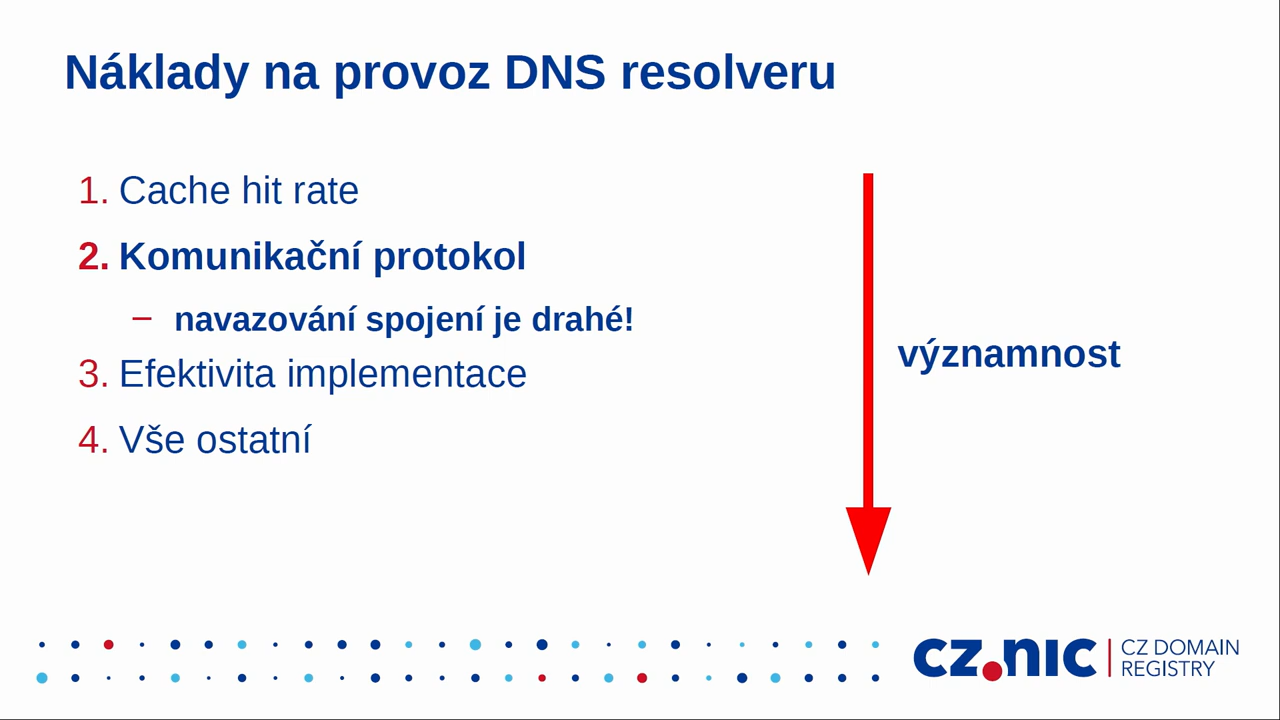 Náklady na provoz DNS resolveru
1. Cache hit rate
2. Komunikační protokol
– navazování spojení je drahé!
3. Efektivita implementace
4. Vše ostatní
významnost
CZ.NIC | CZ DOMAIN
REGISTRY